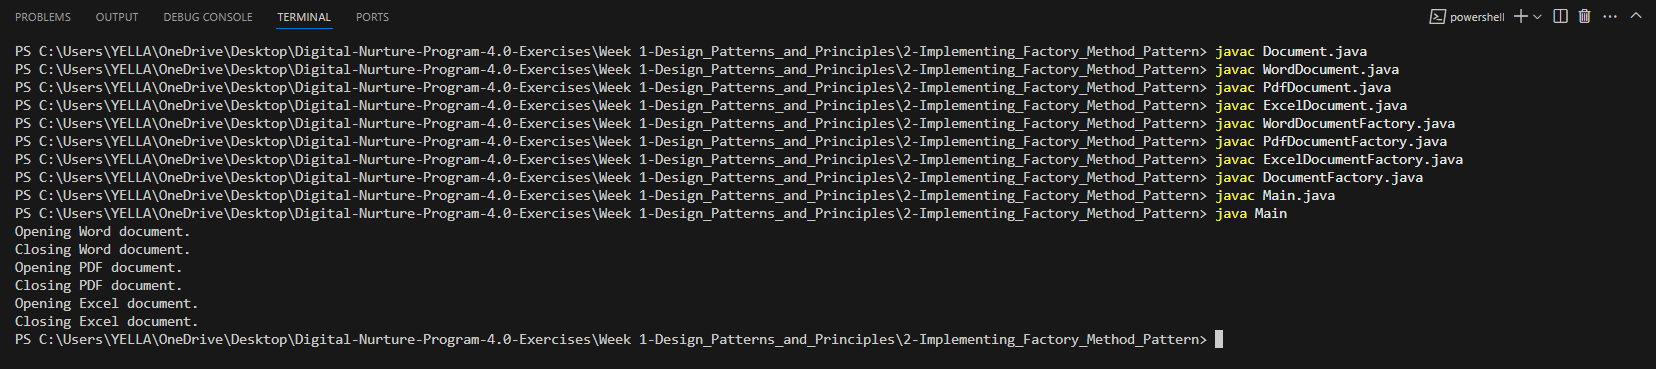 PROBLEMS OUTPUT DEBUG CONSOLE TERMINAL PORTS powershell
PS C:\Users\YELLA\OneDrive\Desktop\Digital-Nurture-Program-4.0-Exercises\Week 1-Design_Patterns_and_Principles\2-Implementing_Factory_Method_Pattern> javac Document.java
PS C:\Users\YELLA\OneDrive\Desktop\Digital-Nurture-Program-4.0-Exercises\Week 1-Design_Patterns_and_Principles\2-Implementing_Factory_Method_Pattern> javac WordDocument.java
PS C:\Users\YELLA\OneDrive\Desktop\Digital-Nurture-Program-4.0-Exercises\Week 1-Design_Patterns_and_Principles\2-Implementing_Factory_Method_Pattern> javac PdfDocument.java
PS C:\Users\YELLA\OneDrive\Desktop\Digital-Nurture-Program-4.0-Exercises\Week 1-Design_Patterns_and_Principles\2-Implementing_Factory_Method_Pattern> javac ExcelDocument.java
PS C:\Users\YELLA\OneDrive\Desktop\Digital-Nurture-Program-4.0-Exercises\Week 1-Design_Patterns_and_Principles\2-Implementing_Factory_Method_Pattern> javac WordDocumentFactory.java
PS C:\Users\YELLA\OneDrive\Desktop\Digital-Nurture-Program-4.0-Exercises\Week 1-Design_Patterns_and_Principles\2-Implementing_Factory_Method_Pattern> javac PdfDocumentFactory.java
PS C:\Users\YELLA\OneDrive\Desktop\Digital-Nurture-Program-4.0-Exercises\Week 1-Design_Patterns_and_Principles\2-Implementing_Factory_Method_Pattern> javac ExcelDocumentFactory.java
PS C:\Users\YELLA\OneDrive\Desktop\Digital-Nurture-Program-4.0-Exercises\Week 1-Design_Patterns_and_Principles\2-Implementing_Factory_Method_Pattern> javac DocumentFactory.java
PS C:\Users\YELLA\OneDrive\Desktop\Digital-Nurture-Program-4.0-Exercises\Week 1-Design_Patterns_and_Principles\2-Implementing_Factory_Method_Pattern> javac Main.java
PS C:\Users\YELLA\OneDrive\Desktop\Digital-Nurture-Program-4.0-Exercises\Week 1-Design_Patterns_and_Principles\2-Implementing_Factory_Method_Pattern> java Main
Opening Word document.
Closing Word document.
Opening PDF document.
Closing PDF document.
Opening Excel document.
Closing Excel document.
PS C:\Users\YELLA\OneDrive\Desktop\Digital-Nurture-Program-4.0-Exercises\Week 1-Design_Patterns_and_Principles\2-Implementing_Factory_Method_Pattern>